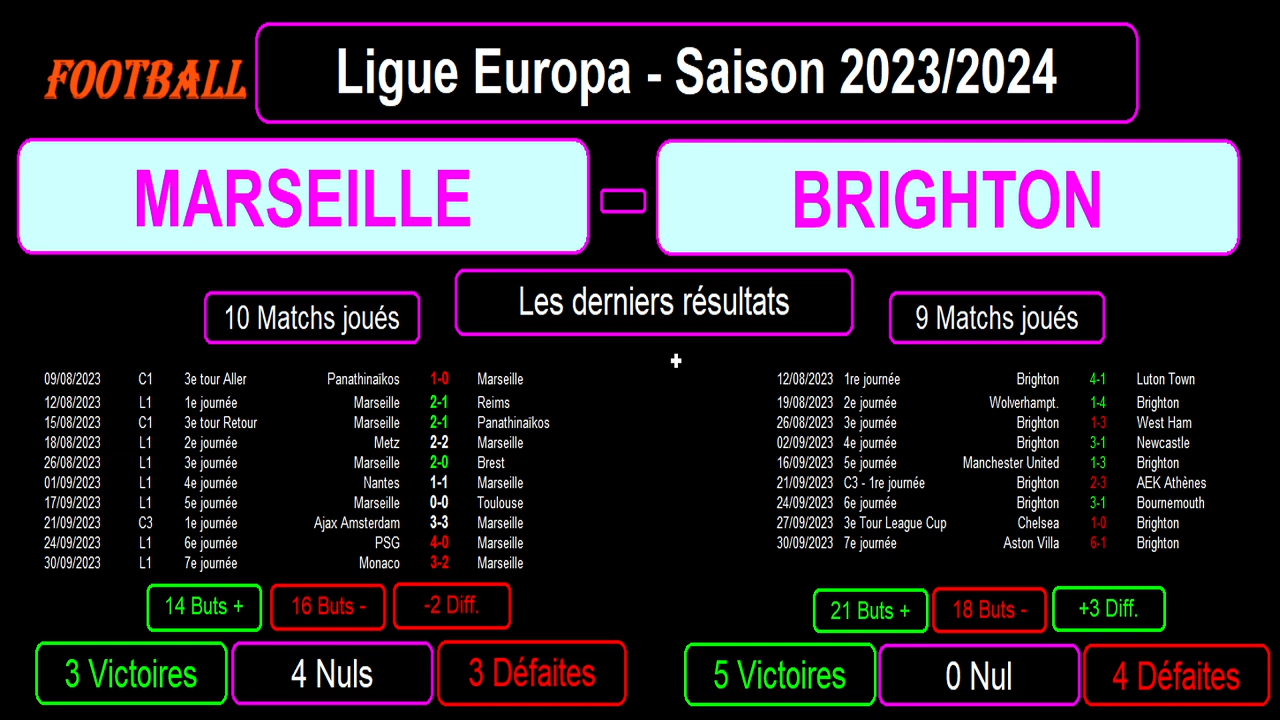 FOOTBALL
Ligue Europa - Saison 2023/2024
MARSEILLE - BRIGHTON
Les derniers résultats
10 Matchs joués
9 Matchs joués
09/08/2023 C1 3e tour Aller Panathinaïkos 1-0 Marseille
12/08/2023 L1 1e journée Marseille 2-1 Reims
15/08/2023 C1 3e tour Retour Marseille 2-1 Panathinaïkos
18/08/2023 L1 2e journée Metz 2-2 Marseille
26/08/2023 L1 3e journée Marseille 2-0 Brest
01/09/2023 L1 4e journée Nantes 1-1 Marseille
17/09/2023 L1 5e journée Marseille 0-0 Toulouse
21/09/2023 C3 1e journée Ajax Amsterdam 3-3 Marseille
24/09/2023 L1 6e journée PSG 4-0 Marseille
30/09/2023 L1 7e journée Monaco 3-2 Marseille
14 Buts + 16 Buts - -2 Diff.
3 Victoires 4 Nuls 3 Défaites
12/08/2023 1re journée Brighton 4-1 Luton Town
19/08/2023 2e journée Wolverhampt. 1-4 Brighton
26/08/2023 3e journée Brighton 1-3 West Ham
02/09/2023 4e journée Brighton 3-1 Newcastle
16/09/2023 5e journée Manchester United 1-3 Brighton
21/09/2023 C3 - 1re journée Brighton 2-3 AEK Athènes
24/09/2023 6e journée Brighton 3-1 Bournemouth
27/09/2023 3e Tour League Cup Chelsea 1-0 Brighton
30/09/2023 7e journée Aston Villa 6-1 Brighton
21 Buts + 18 Buts - +3 Diff.
5 Victoires 0 Nul 4 Défaites